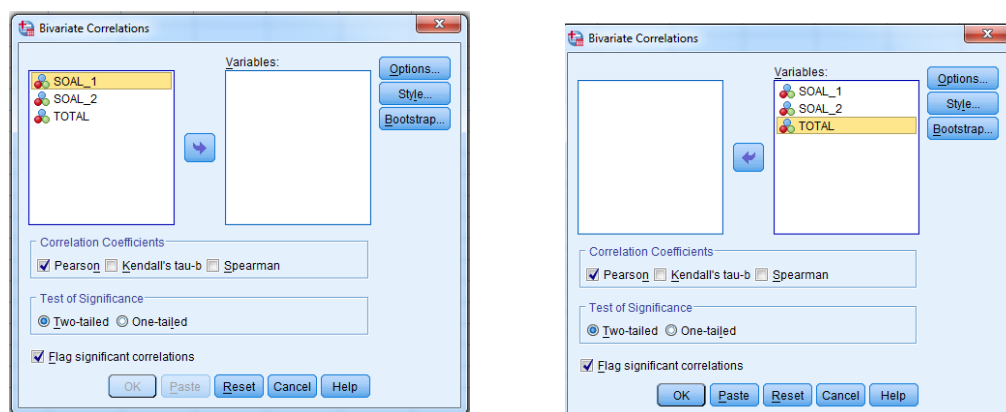 Bivariate Correlations
Variables:
SOAL_1
SOAL_2
TOTAL
Options...
Style...
Bootstrap...
Correlation Coefficients
Pearson Kendall's tau-b Spearman
Test of Significance
Two-tailed One-tailed
Flag significant correlations
OK Paste Reset Cancel Help
Bivariate Correlations
Variables:
SOAL_1
SOAL_2
TOTAL
Options...
Style...
Bootstrap...
Correlation Coefficients
Pearson Kendall's tau-b Spearman
Test of Significance
Two-tailed One-tailed
Flag significant correlations
OK Paste Reset Cancel Help